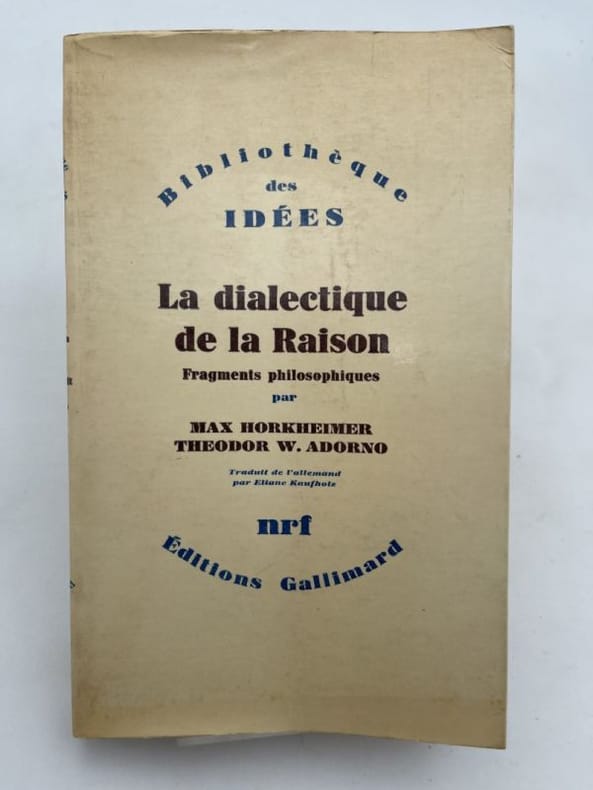 Bibliothèque
des
IDÉES
La dialectique
de la Raison
Fragments philosophiques
par
MAX HORKHEIMER
THEODOR W. ADORNO
Traduit de l'allemand
par Eliane Kaufholz
nrf
Éditions Gallimard